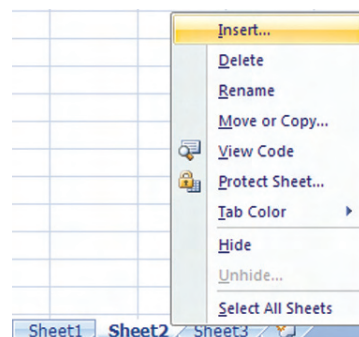 Insert...
Delete
Rename
Move or Copy...
View Code
Protect Sheet...
Tab Color
Hide
Unhide...
Select All Sheets
Sheet1 Sheet2 Sheet3